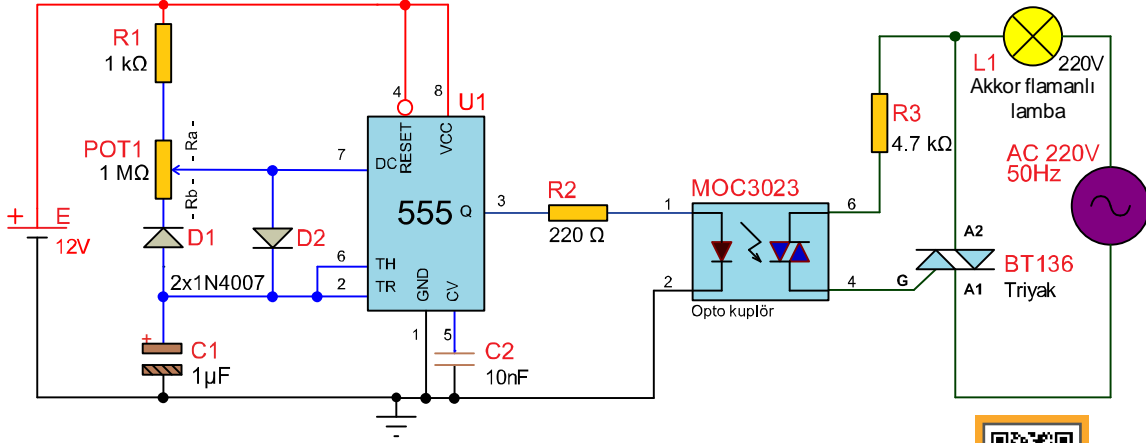 R1
1 kΩ
POT1
1 MΩ
- Ra -
- Rb -
+ E
12V
D1
D2
2x1N4007
+
C1
1µF
U1
4
8
RESET
VCC
7
DC
555
Q
3
6
TH
2
TR
GND
CV
1
5
C2
10nF
R2
220 Ω
MOC3023
1
6
2
4
Opto kuplör
R3
4.7 kΩ
L1
220V
Akkor flamanlı
lamba
AC 220V
50Hz
A2
G
A1
BT136
Triyak